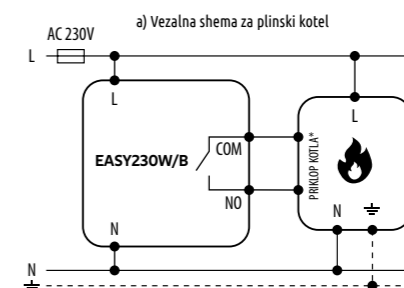 a) Vezalna shema za plinski kotel
AC 230V
L
L
L
EASY230W/B
COM
NO
PRIKLOP KOTLA*
N
N
N